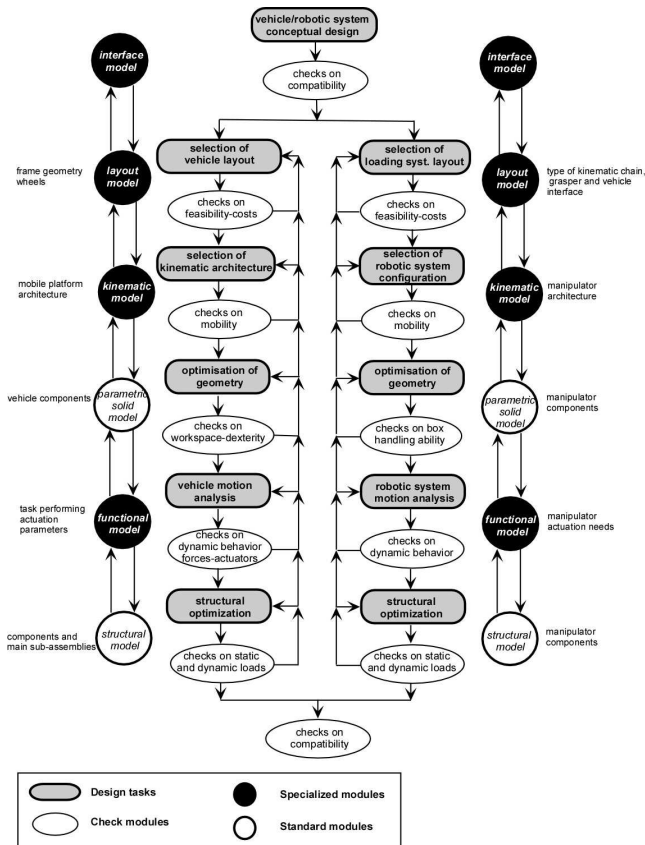 vehicle/robotic system
conceptual design
checks on
compatibility
interface
model
frame geometry
wheels
layout
model
mobile platform
architecture
kinematic
model
vehicle components
parametric
solid model
task performing
actuation
parameters
functional
model
components and
main sub-assemblies
structural
model
selection of
vehicle layout
checks on
feasibility-costs
selection of
kinematic architecture
checks on
mobility
optimisation of
geometry
checks on
workspace-dexterity
vehicle motion
analysis
checks on
dynamic behavior
forces-actuators
structural
optimization
checks on static
and dynamic loads
selection of
loading syst. layout
checks on
feasibility-costs
selection of
robotic system
configuration
checks on
mobility
optimisation of
geometry
checks on box
handling ability
robotic system
motion analysis
checks on
dynamic behavior
structural
optimization
checks on static
and dynamic loads
interface
model
layout
model
type of kinematic chain,
grasper and vehicle
interface
kinematic
model
manipulator
architecture
parametric
solid model
manipulator
components
functional
model
manipulator
actuation needs
structural
model
manipulator
components
checks on
compatibility
Design tasks
Specialized modules
Check modules
Standard modules